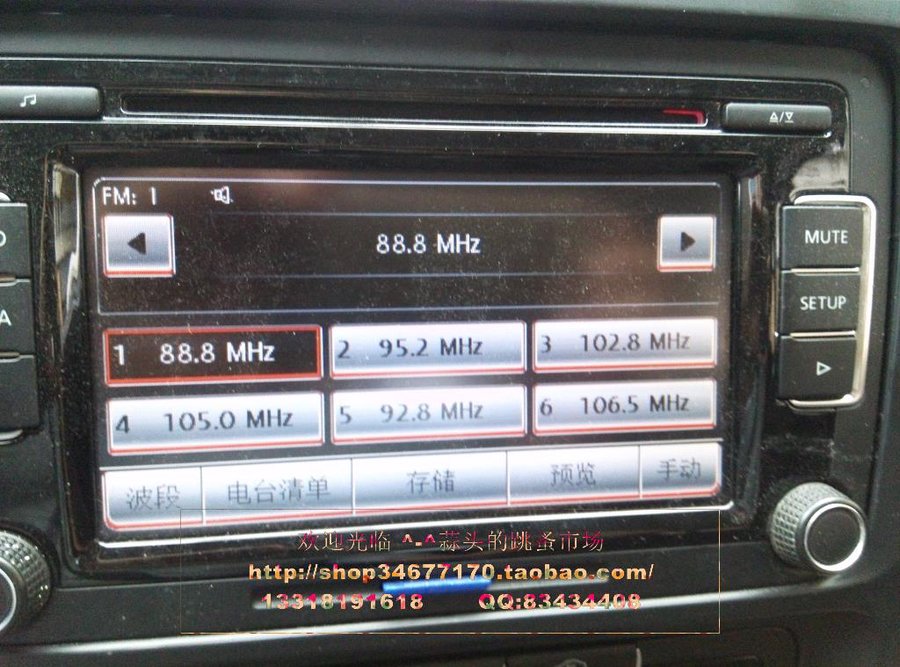 FM: 1
88.8 MHz
MUTE
SETUP
1 88.8 MHz
2 95.2 MHz
3 102.8 MHz
4 105.0 MHz
5 92.8 MHz
6 106.5 MHz
波段 电台清单 存储 预览 手动
欢迎光临 ^-^蒜头的跳蚤市场
http://shop34677170.taobao.com/
13318191618 QQ:83434408